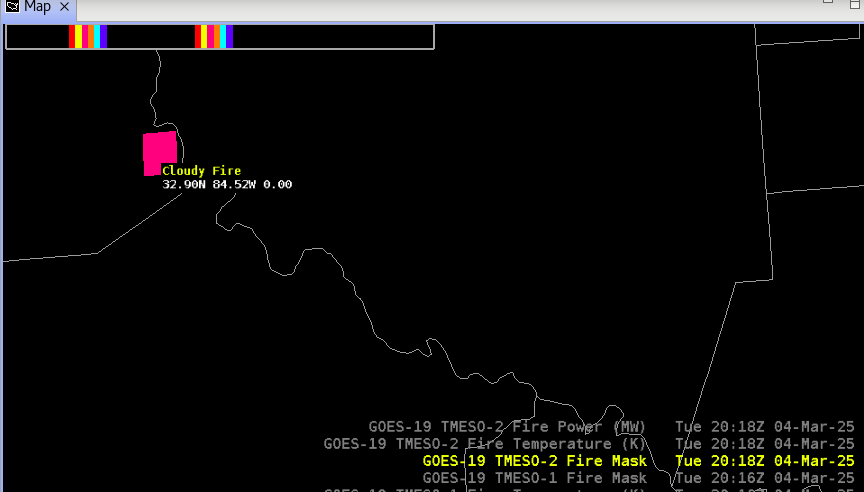 Map
Cloudy Fire
32.90N 84.52W 0.00
GOES-19 TMESO-2 Fire Power (MW) Tue 20:18Z 04-Mar-25
GOES-19 TMESO-2 Fire Temperature (K) Tue 20:18Z 04-Mar-25
GOES-19 TMESO-2 Fire Mask Tue 20:18Z 04-Mar-25
GOES-19 TMESO-1 Fire Mask Tue 20:16Z 04-Mar-25